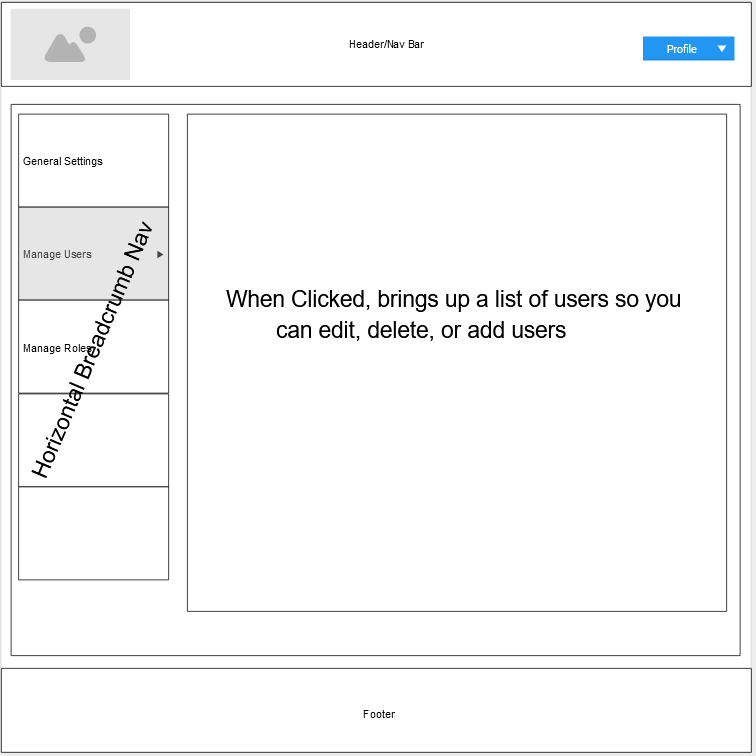 Header/Nav Bar
Profile
General Settings
Manage Users
Manage Roles
Horizontal Breadcrumb Nav
When Clicked, brings up a list of users so you
can edit, delete, or add users
Footer